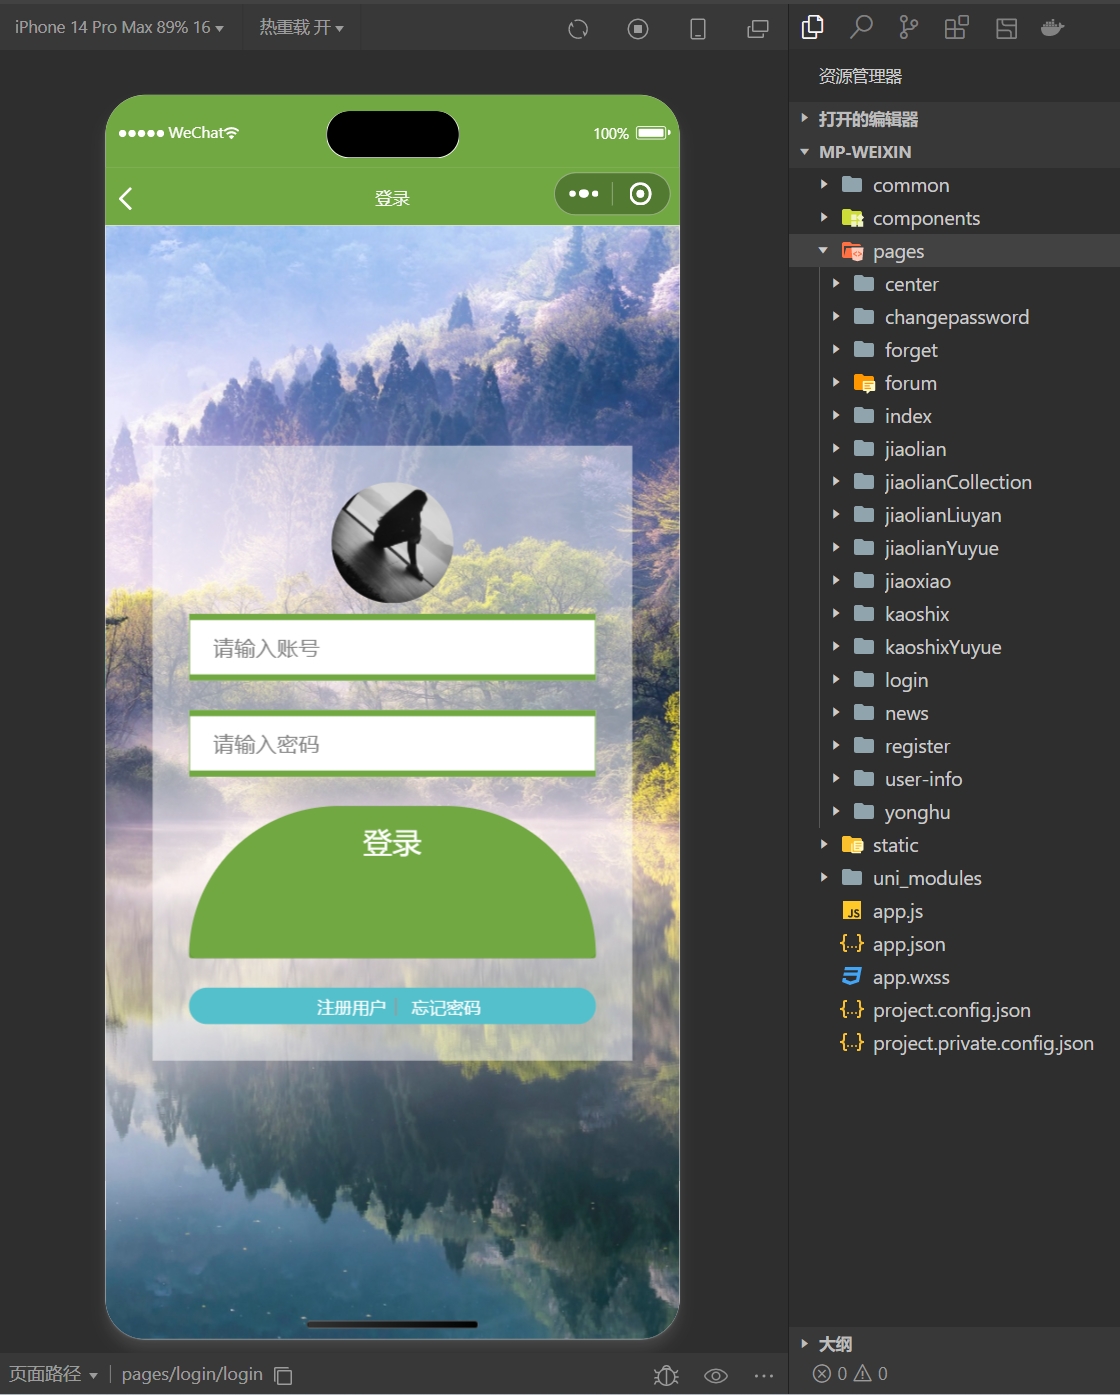 iPhone 14 Pro Max 89% 16 热重载 开
WeChat 100%
登录
请输入账号
请输入密码
登录
注册用户 忘记密码
页面路径 pages/login/login
资源管理器
打开的编辑器
MP-WEIXIN
common
components
pages
center
changepassword
forget
forum
index
jiaolian
jiaolianCollection
jiaolianLiuyan
jiaolianYuyue
jiaoxiao
kaoshix
kaoshixYuyue
login
news
register
user-info
yonghu
static
uni_modules
JS app.js
{..} app.json
app.wxss
{..} project.config.json
{..} project.private.config.json
大纲
0 0